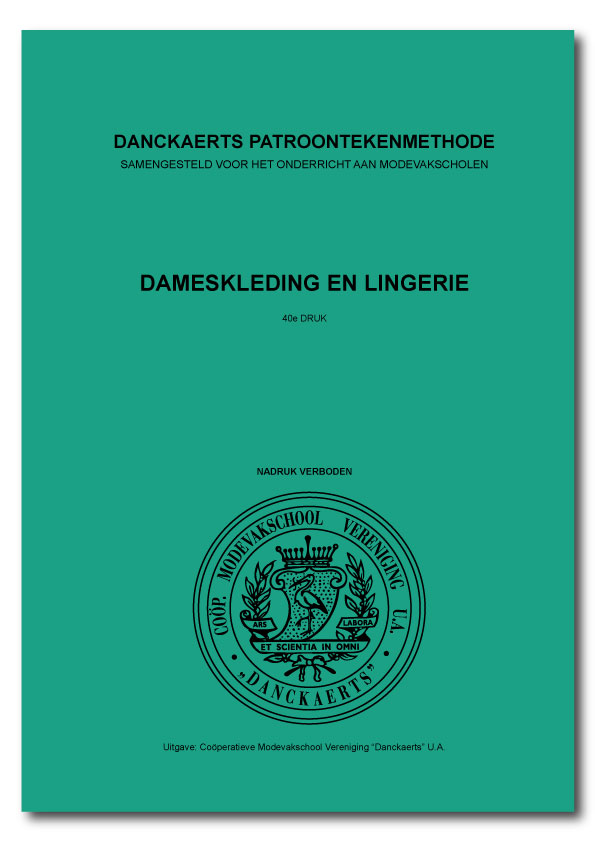 DANCKAERTS PATROONTEKENMETHODE
SAMENGESTELD VOOR HET ONDERRICHT AAN MODEVAKSCHOLEN
DAMESKLEDING EN LINGERIE
40e DRUK
NADRUK VERBODEN
COÖP. MODEVAKSCHOOL VERENIGING U.A.
ARS LABORA
ET SCIENTIA IN OMNI
• „DANCKAERTS” •
Uitgave: Coöperatieve Modevakschool Vereniging “Danckaerts” U.A.